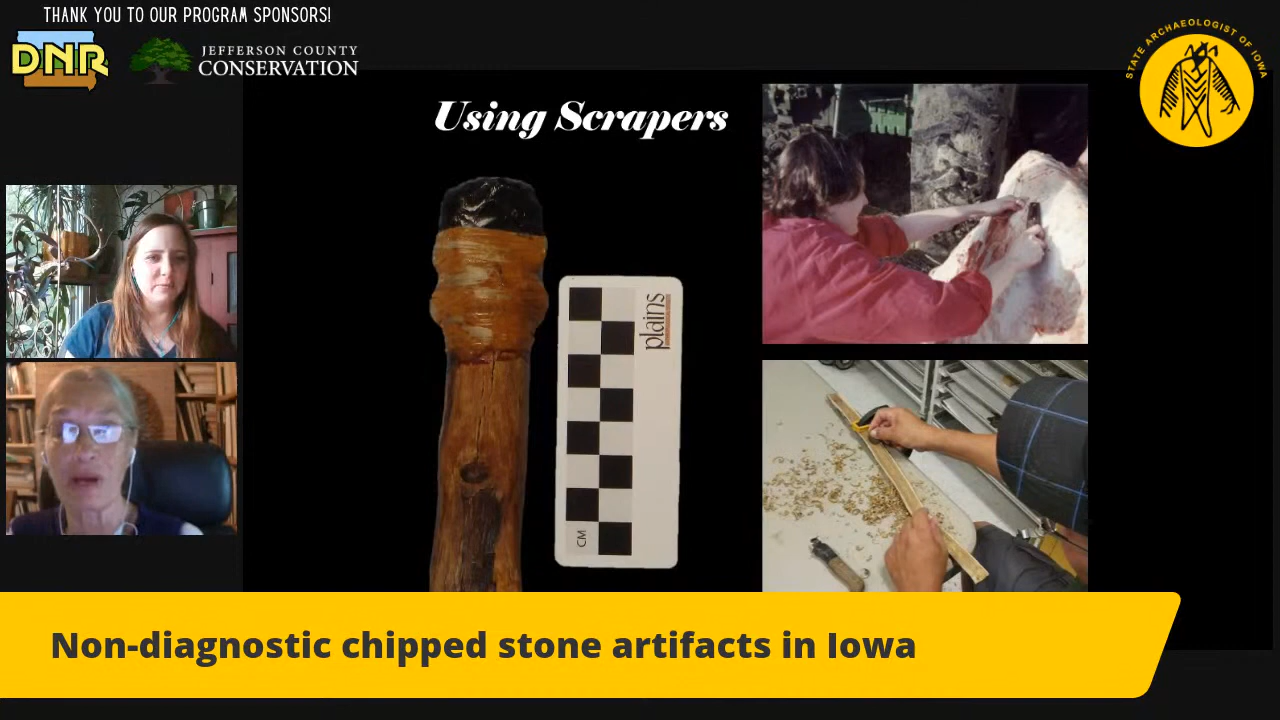 THANK YOU TO OUR PROGRAM SPONSORS!
DNR
JEFFERSON COUNTY
CONSERVATION
STATE ARCHAEOLOGIST OF IOWA
Using Scrapers
plains
CM
Non-diagnostic chipped stone artifacts in Iowa